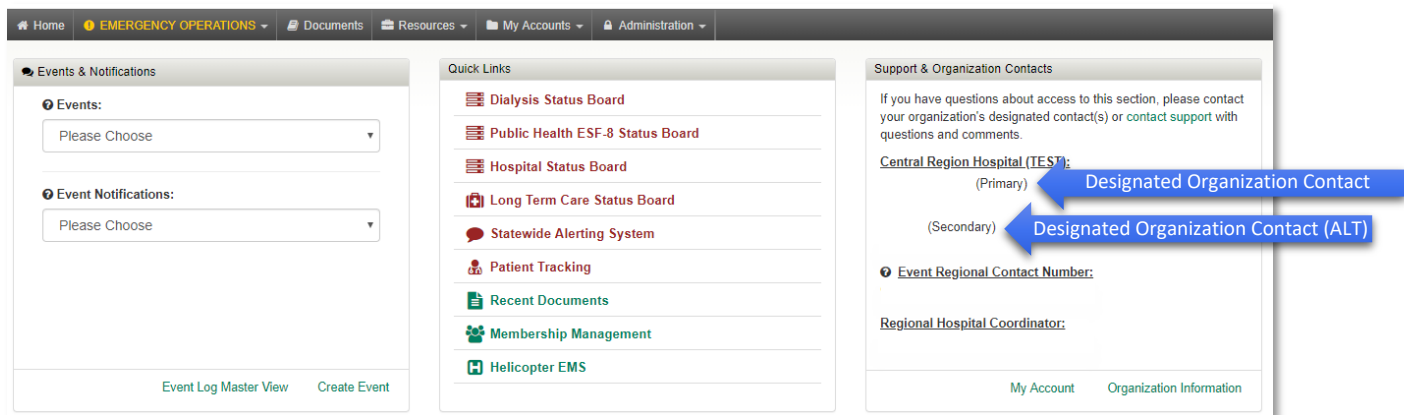 Home EMERGENCY OPERATIONS Documents Resources My Accounts Administration
Events & Notifications
Events:
Please Choose
Event Notifications:
Please Choose
Event Log Master View Create Event
Quick Links
Dialysis Status Board
Public Health ESF-8 Status Board
Hospital Status Board
Long Term Care Status Board
Statewide Alerting System
Patient Tracking
Recent Documents
Membership Management
Helicopter EMS
Support & Organization Contacts
If you have questions about access to this section, please contact
your organization's designated contact(s) or contact support with
questions and comments.
Central Region Hospital (TEST):
(Primary)
Designated Organization Contact
(Secondary)
Designated Organization Contact (ALT)
Event Regional Contact Number:
Regional Hospital Coordinator:
My Account Organization Information